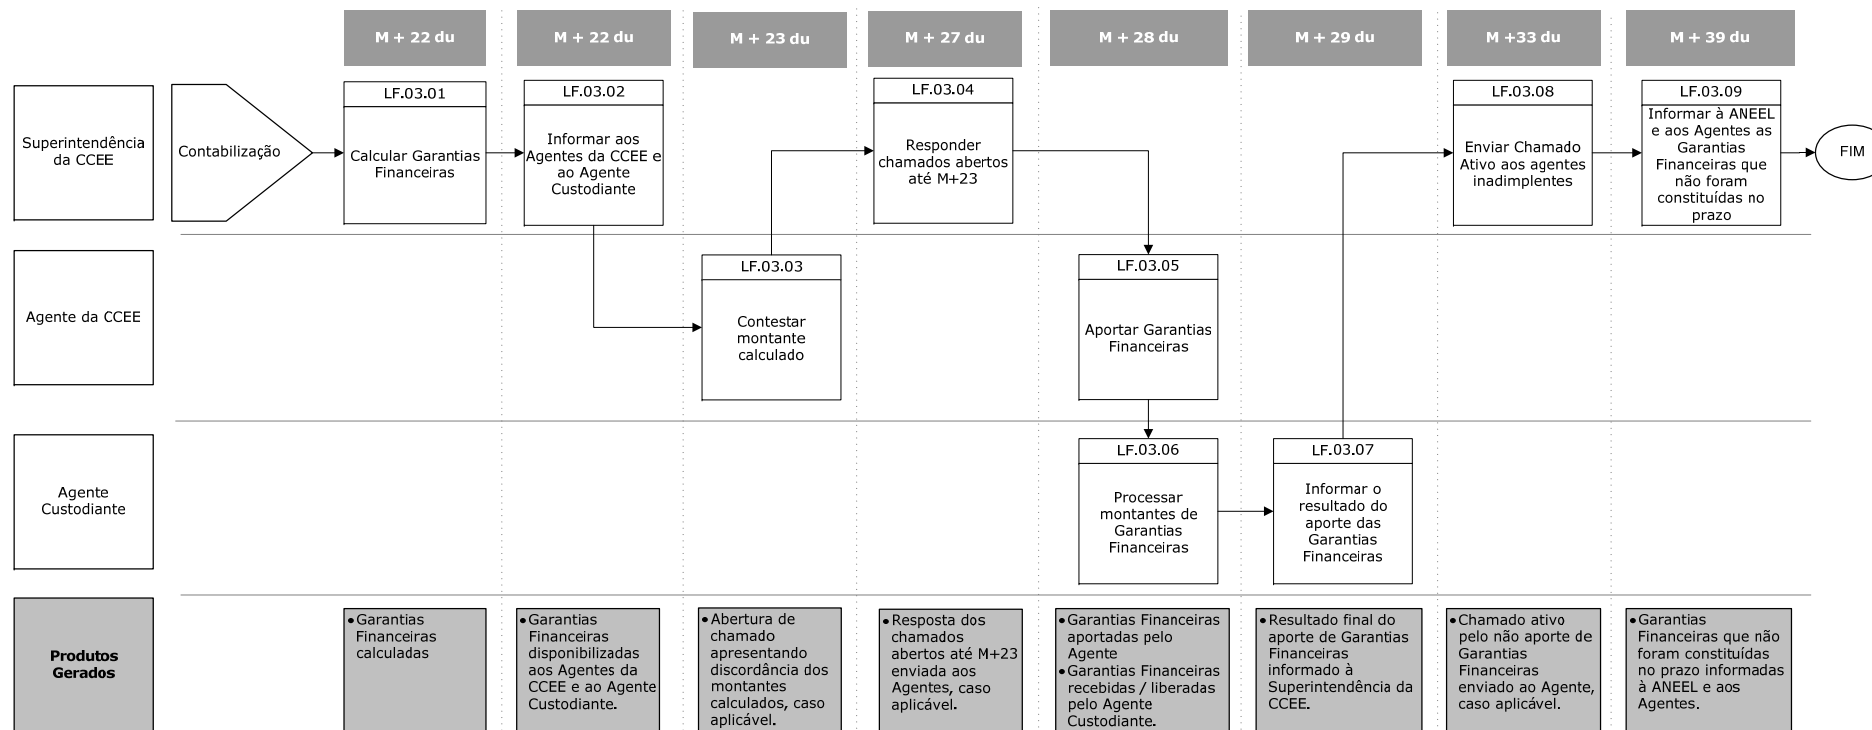 M + 22 du
M + 22 du
M + 23 du
M + 27 du
M + 28 du
M + 29 du
M +33 du
M + 39 du
Superintendência
da CCEE
Contabilização
LF.03.01
Calcular Garantias
Financeiras
LF.03.02
Informar aos
Agentes da CCEE e
ao Agente
Custodiante
LF.03.04
Responder
chamados abertos
até M+23
LF.03.08
Enviar Chamado
Ativo aos agentes
inadimplentes
LF.03.09
Informar à ANEEL
e aos Agentes as
Garantias
Financeiras que
não foram
constituídas no
prazo
FIM
Agente da CCEE
LF.03.03
Contestar
montante
calculado
LF.03.05
Aportar Garantias
Financeiras
Agente
Custodiante
LF.03.06
Processar
montantes de
Garantias
Financeiras
LF.03.07
Informar o
resultado do
aporte das
Garantias
Financeiras
Produtos
Gerados
•Garantias
Financeiras
calculadas
•Garantias
Financeiras
disponibilizadas
aos Agentes da
CCEE e ao Agente
Custodiante.
•Abertura de
chamado
apresentando
discordância dos
montantes
calculados, caso
aplicável.
•Resposta dos
chamados
abertos até M+23
enviada aos
Agentes, caso
aplicável.
•Garantias Financeiras
aportadas pelo
Agente
•Garantias Financeiras
recebidas / liberadas
pelo Agente
Custodiante.
•Resultado final do
aporte de Garantias
Financeiras
informado à
Superintendência da
CCEE.
•Chamado ativo
pelo não aporte de
Garantias
Financeiras
enviado ao Agente,
caso aplicável.
•Garantias
Financeiras que não
foram constituídas
no prazo informadas
à ANEEL e aos
Agentes.